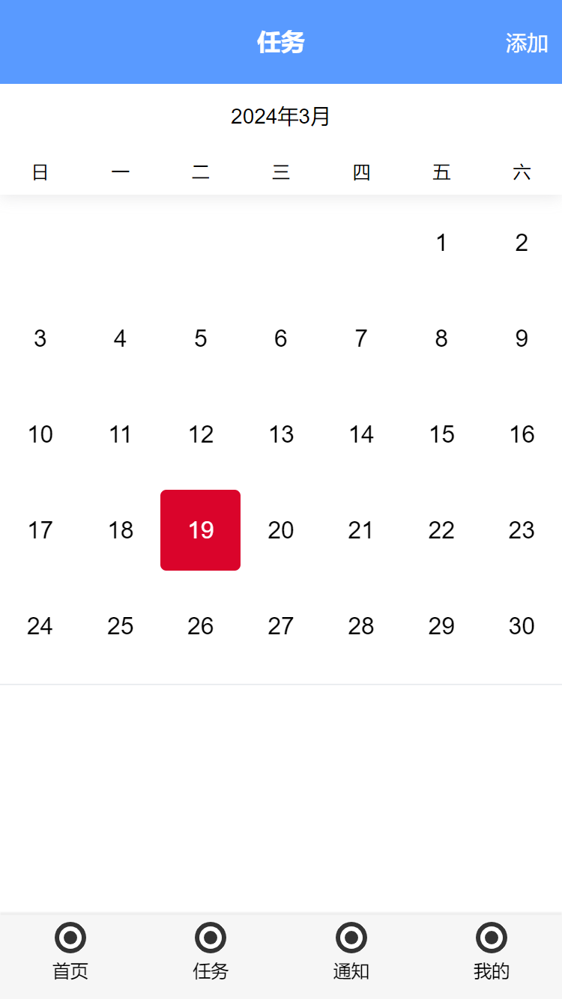 任务 添加
2024年3月
日 一 二 三 四 五 六
1 2
3 4 5 6 7 8 9
10 11 12 13 14 15 16
17 18 19 20 21 22 23
24 25 26 27 28 29 30
首页 任务 通知 我的